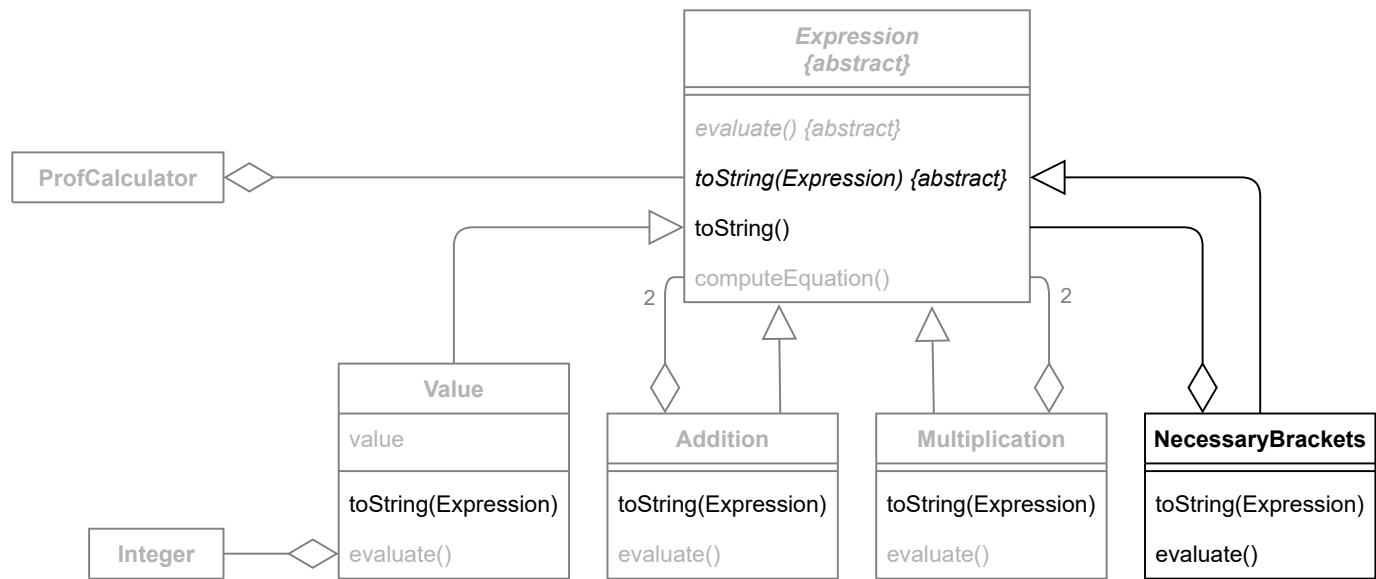 Expression
{abstract}
evaluate() {abstract}
toString(Expression) {abstract}
toString()
computeEquation()
ProfCalculator
2
2
Value
value
toString(Expression)
evaluate()
Integer
Addition
toString(Expression)
evaluate()
Multiplication
toString(Expression)
evaluate()
NecessaryBrackets
toString(Expression)
evaluate()